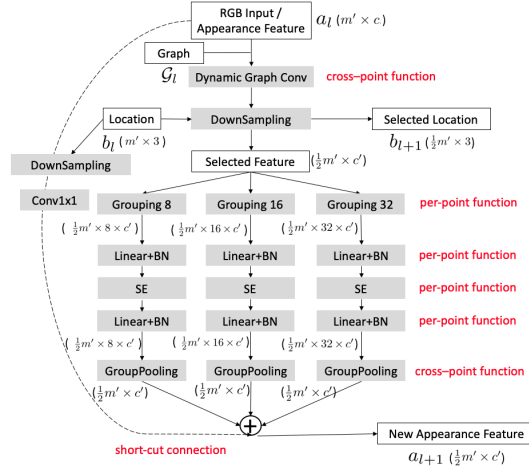 RGB Input /
Appearance Feature
a_l (m′ × c)
Graph
𝒢_l
Dynamic Graph Conv
cross–point function
Location
b_l (m′ × 3)
DownSampling
Selected Location
b_{l+1} (½m′ × 3)
DownSampling
Selected Feature
(½m′ × c′)
Conv1x1
Grouping 8
Grouping 16
Grouping 32
per-point function
(½m′ × 8 × c′)
(½m′ × 16 × c′)
(½m′ × 32 × c′)
Linear+BN
Linear+BN
Linear+BN
per-point function
SE
SE
SE
per-point function
Linear+BN
Linear+BN
Linear+BN
per-point function
(½m′ × 8 × c′)
(½m′ × 16 × c′)
(½m′ × 32 × c′)
GroupPooling
GroupPooling
GroupPooling
cross-point function
(½m′ × c′)
(½m′ × c′)
(½m′ × c′)
+
short-cut connection
New Appearance Feature
a_{l+1} (½m′ × c′)